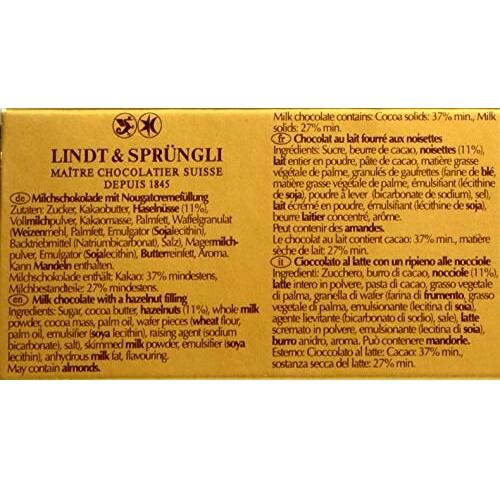 LINDT & SPRÜNGLI
MAÎTRE CHOCOLATIER SUISSE
DEPUIS 1845
de Milchschokolade mit Nougatcremefüllung
Zutaten: Zucker, Kakaobutter, Haselnüsse (11%),
Vollmilchpulver, Kakaomasse, Palmfett, Waffelgranulat
(Weizenmehl, Palmfett, Emulgator (Sojalecithin),
Backtriebmittel (Natriumbicarbonat), Salz), Magermilch-
pulver, Emulgator (Sojalecithin), Butterreinfett, Aroma.
Kann Mandeln enthalten.
Milchschokolade enthält: Kakao: 37% mindestens,
Milchbestandteile: 27% mindestens.
en Milk chocolate with a hazelnut filling
Ingredients: Sugar, cocoa butter, hazelnuts (11%), whole milk
powder, cocoa mass, palm oil, wafer pieces (wheat flour,
palm oil, emulsifier (soya lecithin), raising agent (sodium
bicarbonate), salt), skimmed milk powder, emulsifier (soya
lecithin), anhydrous milk fat, flavouring.
May contain almonds.
Milk chocolate contains: Cocoa solids: 37% min., Milk
solids: 27% min.
fr Chocolat au lait fourré aux noisettes
Ingrédients: Sucre, beurre de cacao, noisettes (11%),
lait entier en poudre, pâte de cacao, matière grasse
végétale de palme, granulés de gaufrettes (farine de blé,
matière grasse végétale de palme, émulsifiant (lécithine
de soja), poudre à lever (bicarbonate de sodium), sel),
lait écrémé en poudre, émulsifiant (lécithine de soja),
beurre laitier concentré, arôme.
Peut contenir des amandes.
Le chocolat au lait contient cacao: 37% min., matière
sèche de lait: 27% min.
it Cioccolato al latte con un ripieno alle nocciole
Ingredienti: Zucchero, burro di cacao, nocciole (11%),
latte intero in polvere, pasta di cacao, grasso vegetale
di palma, granella di wafer (farina di frumento, grasso
vegetale di palma, emulsionante (lecitina di soia),
agente lievitante (bicarbonato di sodio), sale), latte
scremato in polvere, emulsionante (lecitina di soia),
burro anidro, aroma. Può contenere mandorle.
Esterno: Cioccolato al latte: Cacao: 37% min.,
sostanza secca del latte: 27% min.